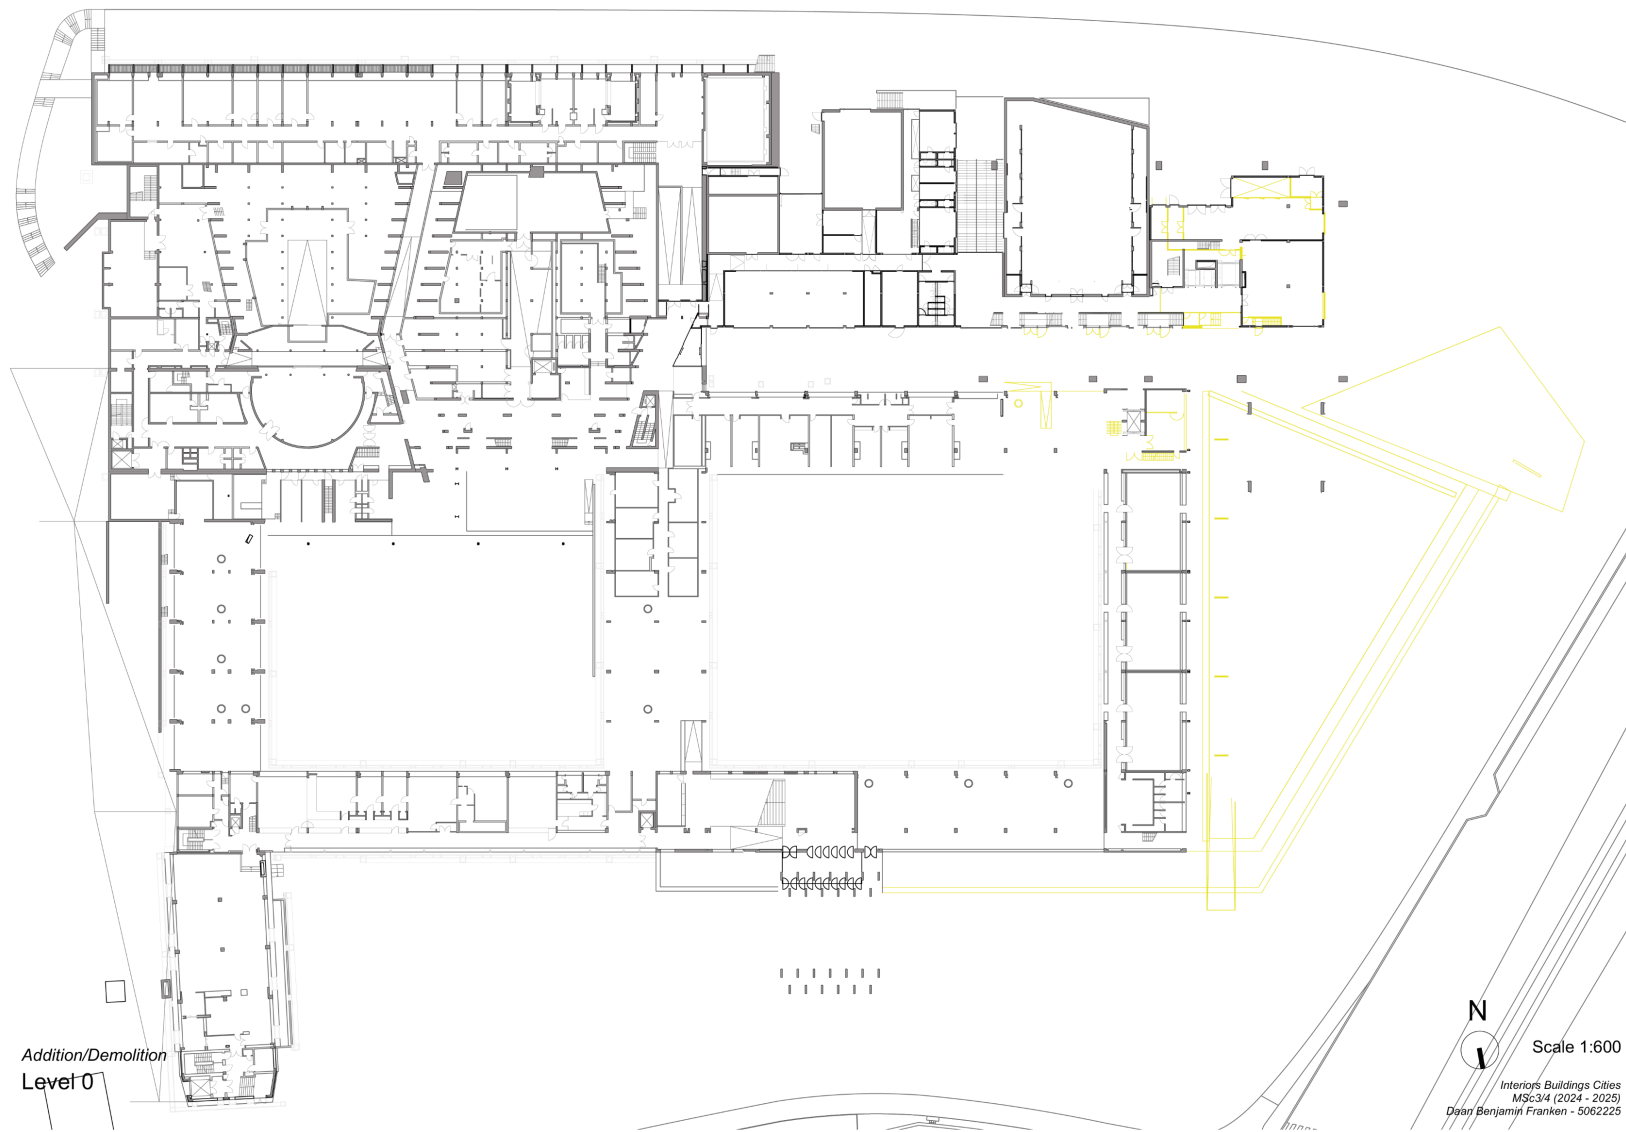 Addition/Demolition
Level 0
N
Scale 1:600
Interiors Buildings Cities
MSc3/4 (2024 - 2025)
Daan Benjamin Franken - 5062225